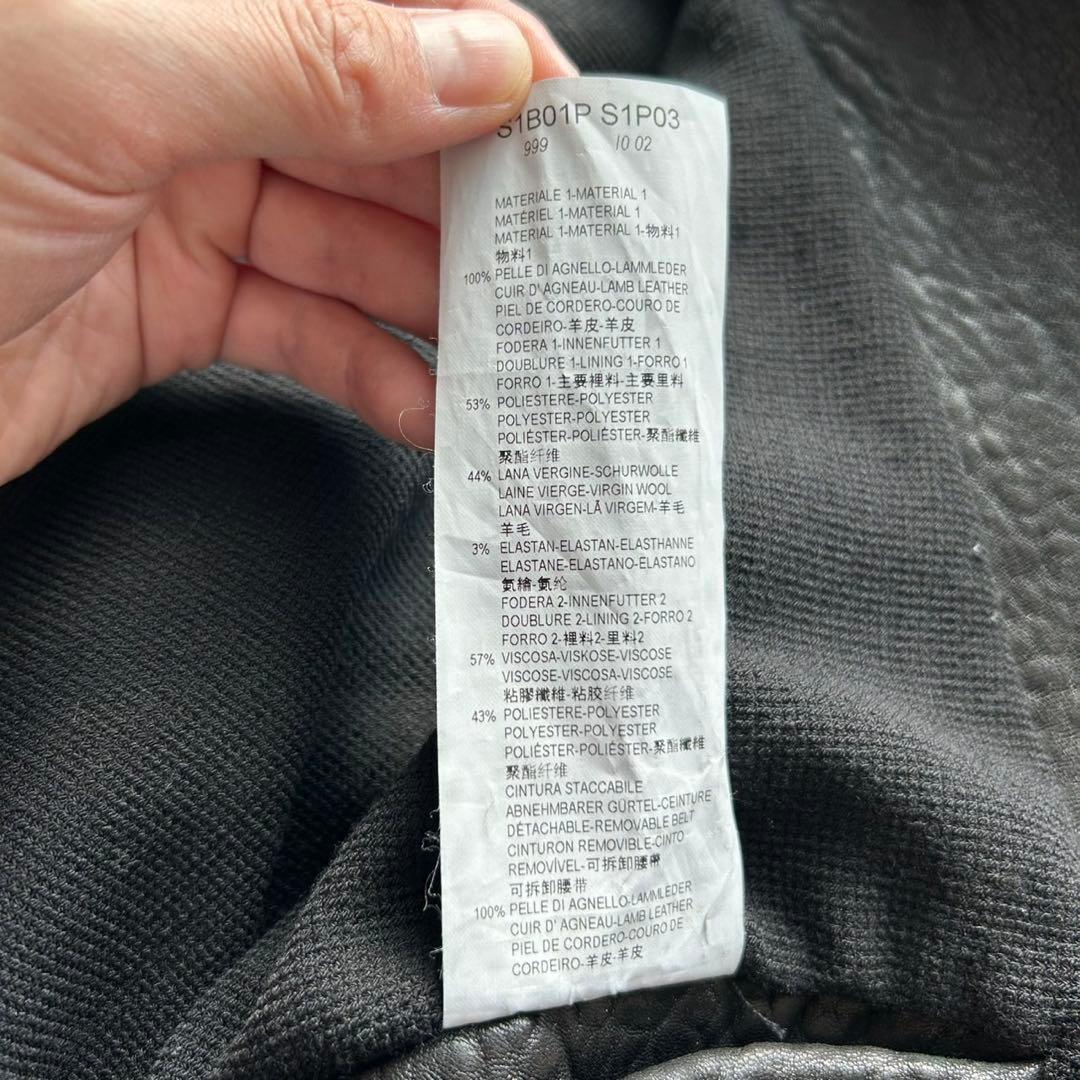 S1B01P S1P03
999 I0 02
MATERIALE 1-MATERIAL 1
MATÉRIEL 1-MATERIAL 1
MATERIAL 1-MATERIAL 1-物料1
物料1
100% PELLE DI AGNELLO-LAMMLEDER
CUIR D' AGNEAU-LAMB LEATHER
PIEL DE CORDERO-COURO DE
CORDEIRO-羊皮-羊皮
FODERA 1-INNENFUTTER 1
DOUBLURE 1-LINING 1-FORRO 1
FORRO 1-主要裡料-主要里料
53% POLIESTERE-POLYESTER
POLYESTER-POLYESTER
POLIÉSTER-POLIÉSTER-聚酯纖維
聚酯纤维
44% LANA VERGINE-SCHURWOLLE
LAINE VIERGE-VIRGIN WOOL
LANA VIRGEN-LÃ VIRGEM-羊毛
羊毛
3% ELASTAN-ELASTAN-ELASTHANNE
ELASTANE-ELASTANO-ELASTANO
氨綸-氨纶
FODERA 2-INNENFUTTER 2
DOUBLURE 2-LINING 2-FORRO 2
FORRO 2-裡料2-里料2
57% VISCOSA-VISKOSE-VISCOSE
VISCOSE-VISCOSA-VISCOSE
粘膠纖維-粘胶纤维
43% POLIESTERE-POLYESTER
POLYESTER-POLYESTER
POLIÉSTER-POLIÉSTER-聚酯纖維
聚酯纤维
CINTURA STACCABILE
ABNEHMBARER GÜRTEL-CEINTURE
DÉTACHABLE-REMOVABLE BELT
CINTURON REMOVIBLE-CINTO
REMOVÍVEL-可拆卸腰帶
可拆卸腰带
100% PELLE DI AGNELLO-LAMMLEDER
CUIR D' AGNEAU-LAMB LEATHER
PIEL DE CORDERO-COURO DE
CORDEIRO-羊皮-羊皮